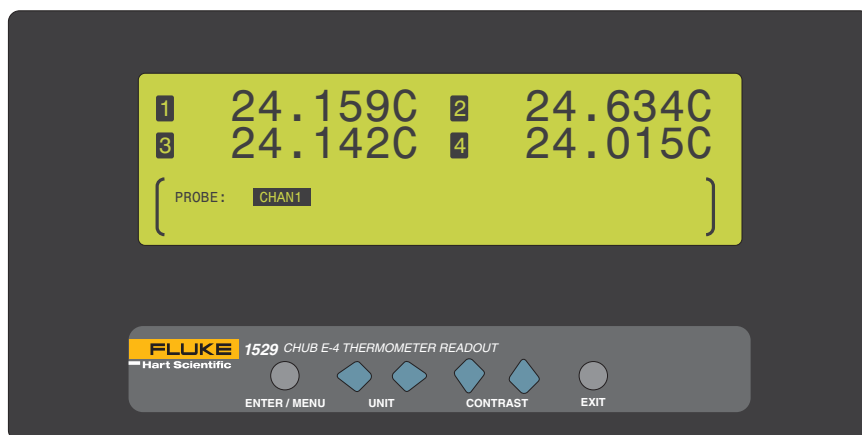 1 24.159C 2 24.634C
3 24.142C 4 24.015C
PROBE: CHAN1
FLUKE 1529 CHUB E-4 THERMOMETER READOUT
Hart Scientific
ENTER / MENU UNIT CONTRAST EXIT